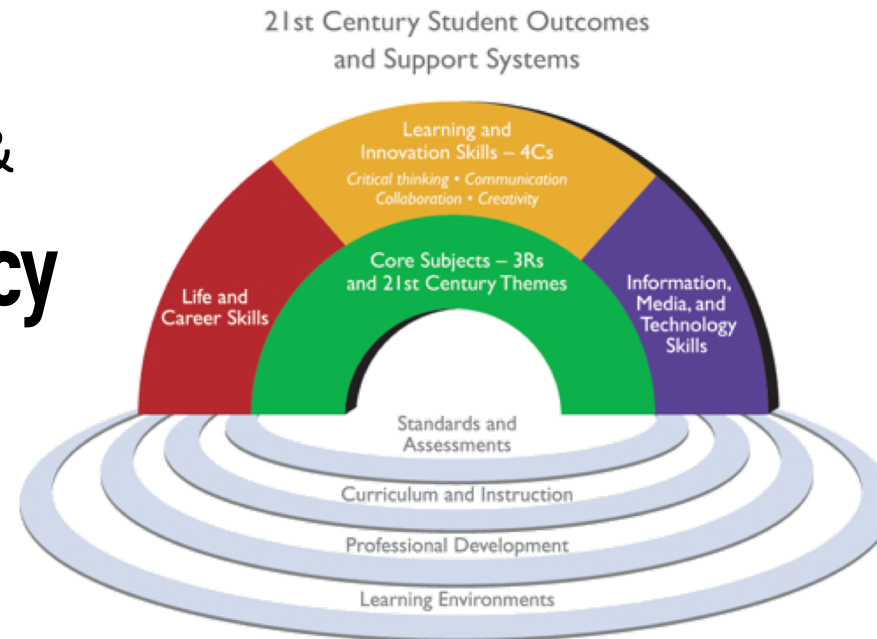 21st Century Student Outcomes
and Support Systems
&
cy
Learning and
Innovation Skills – 4Cs
Critical thinking • Communication
Collaboration • Creativity
Core Subjects – 3Rs
and 21st Century Themes
Life and
Career Skills
Information,
Media, and
Technology
Skills
Standards and
Assessments
Curriculum and Instruction
Professional Development
Learning Environments